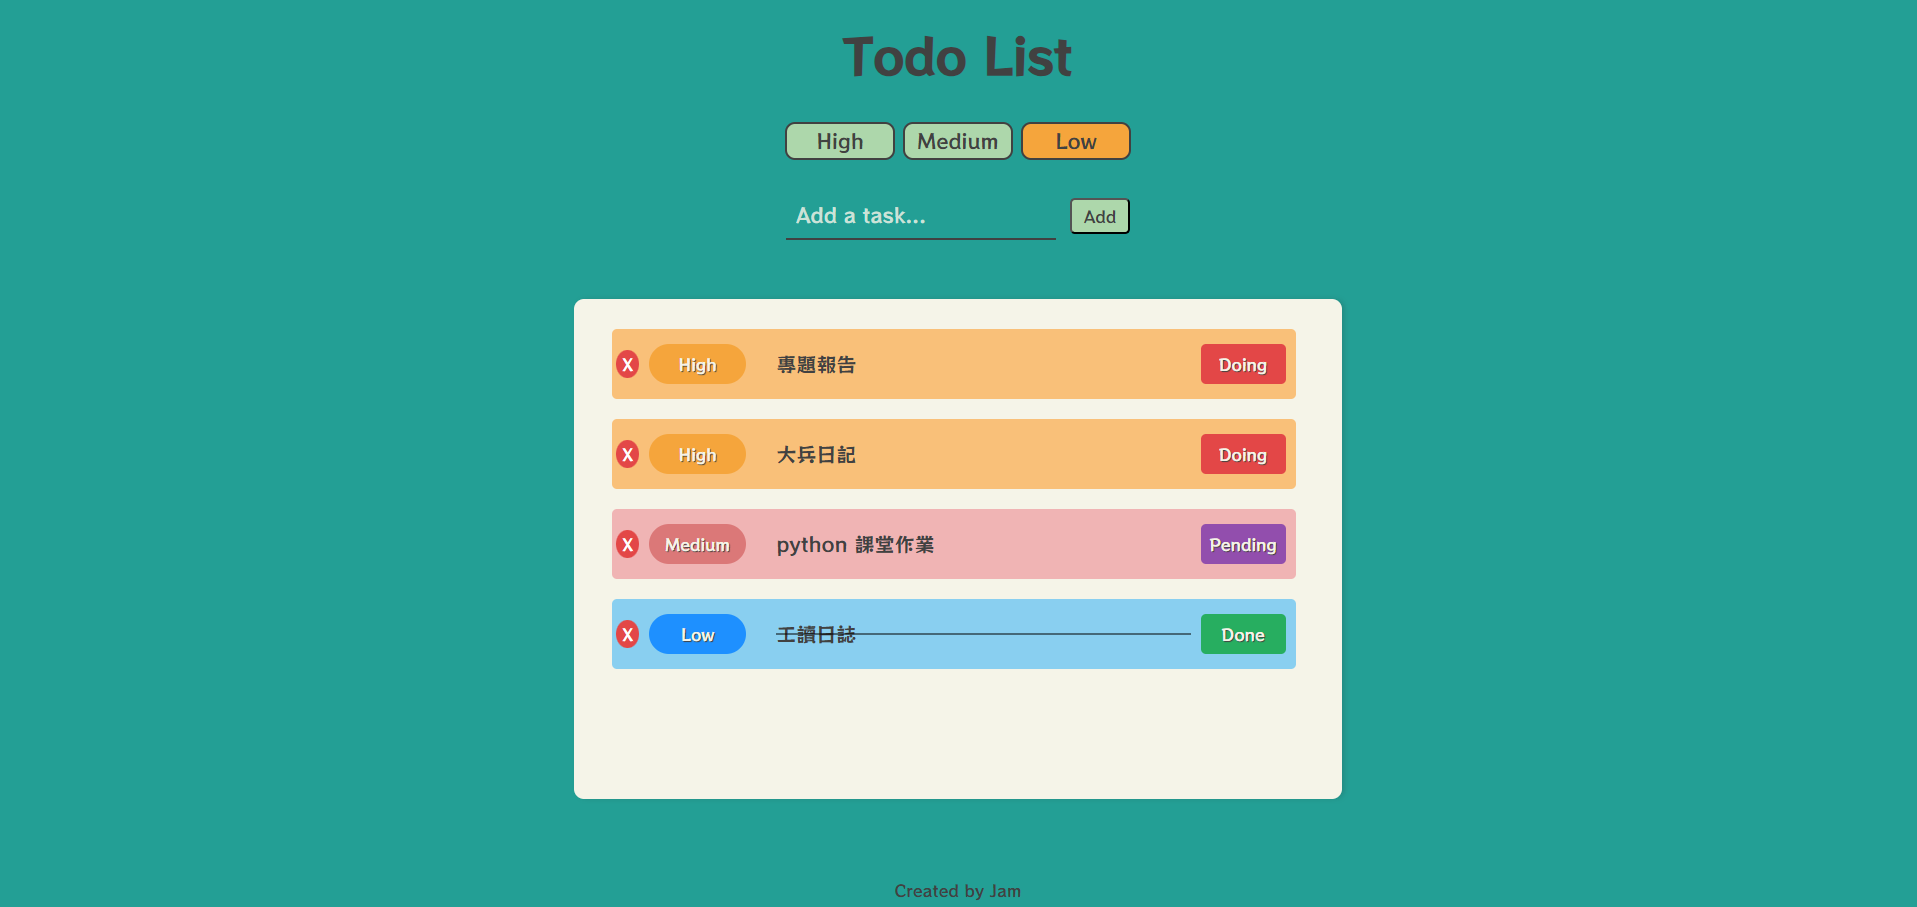 Todo List
High Medium Low
Add a task... Add
X High 專題報告 Doing
X High 大兵日記 Doing
X Medium python 課堂作業 Pending
X Low 工讀日誌 Done
Created by Jam